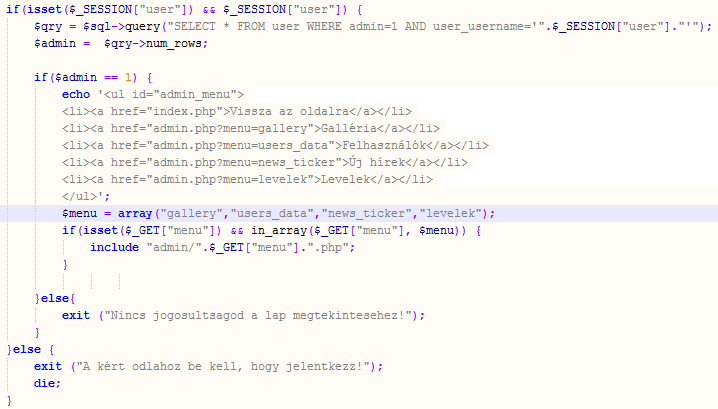 if(isset($_SESSION["user"]) && $_SESSION["user"]) {
$qry = $sql->query("SELECT * FROM user WHERE admin=1 AND user_username='".$_SESSION["user"]."'");
$admin = $qry->num_rows;
if($admin == 1) {
echo '<ul id="admin_menu">
<li><a href="index.php">Vissza az oldalra</a></li>
<li><a href="admin.php?menu=gallery">Galléria</a></li>
<li><a href="admin.php?menu=users_data">Felhasználók</a></li>
<li><a href="admin.php?menu=news_ticker">Új hírek</a></li>
<li><a href="admin.php?menu=levelek">Levelek</a></li>
</ul>';
$menu = array("gallery","users_data","news_ticker","levelek");
if(isset($_GET["menu"]) && in_array($_GET["menu"], $menu)) {
include "admin/".$_GET["menu"].".php";
}
}else{
exit ("Nincs jogosultsagod a lap megtekintesehez!");
}
}else {
exit ("A kért odlahoz be kell, hogy jelentkezz!");
die;
}